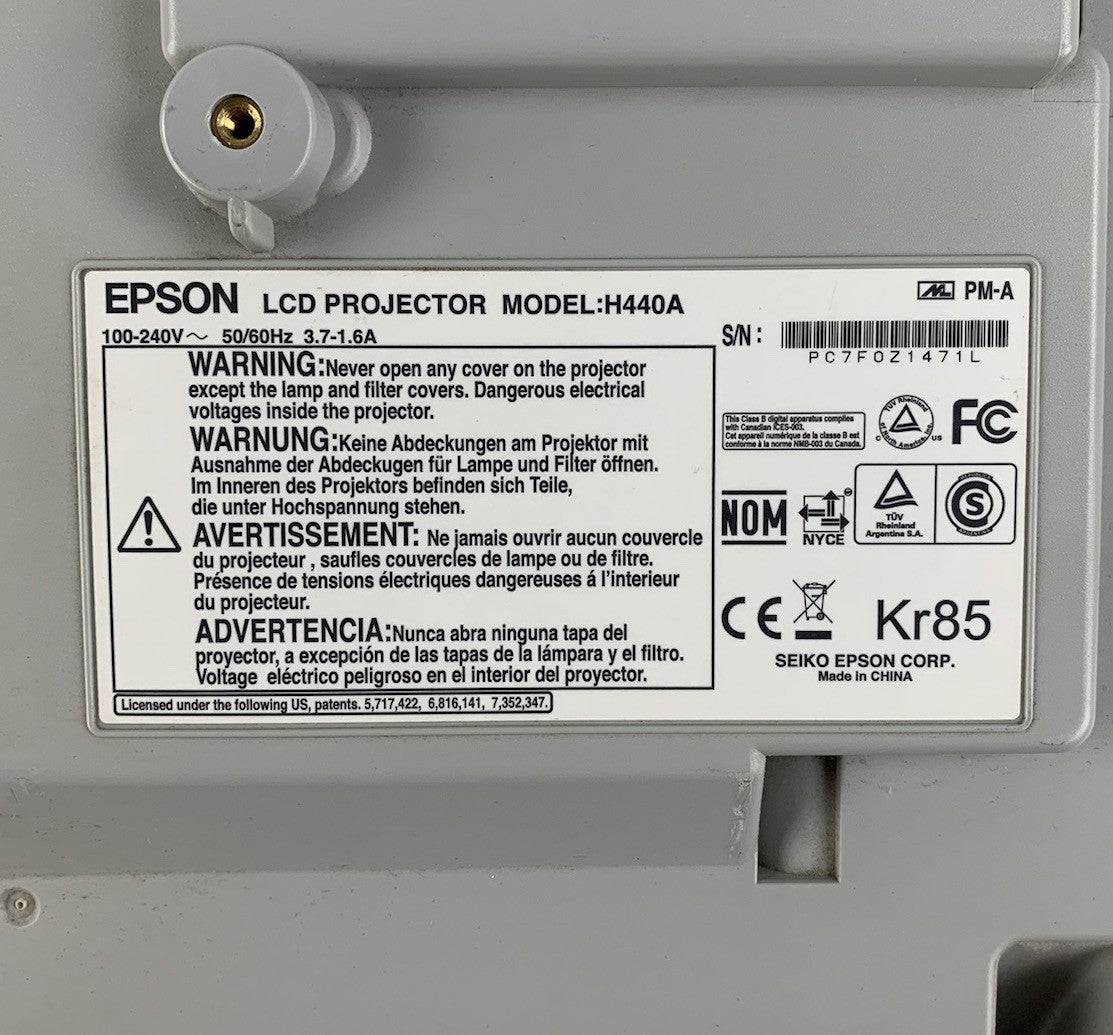 EPSON LCD PROJECTOR MODEL:H440A
PM-A
100-240V~ 50/60Hz 3.7-1.6A
S/N :
PC7F0Z1471L
WARNING:Never open any cover on the projector
except the lamp and filter covers. Dangerous electrical
voltages inside the projector.
WARNUNG:Keine Abdeckungen am Projektor mit
Ausnahme der Abdeckugen für Lampe und Filter öffnen.
Im Inneren des Projektors befinden sich Teile,
die unter Hochspannung stehen.
AVERTISSEMENT: Ne jamais ouvrir aucun couvercle
du projecteur , saufles couvercles de lampe ou de filtre.
Présence de tensions électriques dangereuses á l'interieur
du projecteur.
ADVERTENCIA:Nunca abra ninguna tapa del
proyector, a excepción de las tapas de la lámpara y el filtro.
Voltage eléctrico peligroso en el interior del proyector.
Licensed under the following US, patents. 5,717,422, 6,816,141, 7,352,347.
This Class B digital apparatus complies
with Canadian ICES-003.
Cet appareil numérique de la classe B est
conforme à la norme NMB-003 du Canada.
TÜV Rheinland
of North America, Inc.
C US
FC
NOM
NYCE
TÜV
Rheinland
Argentina S.A.
S
CE
Kr85
SEIKO EPSON CORP.
Made in CHINA